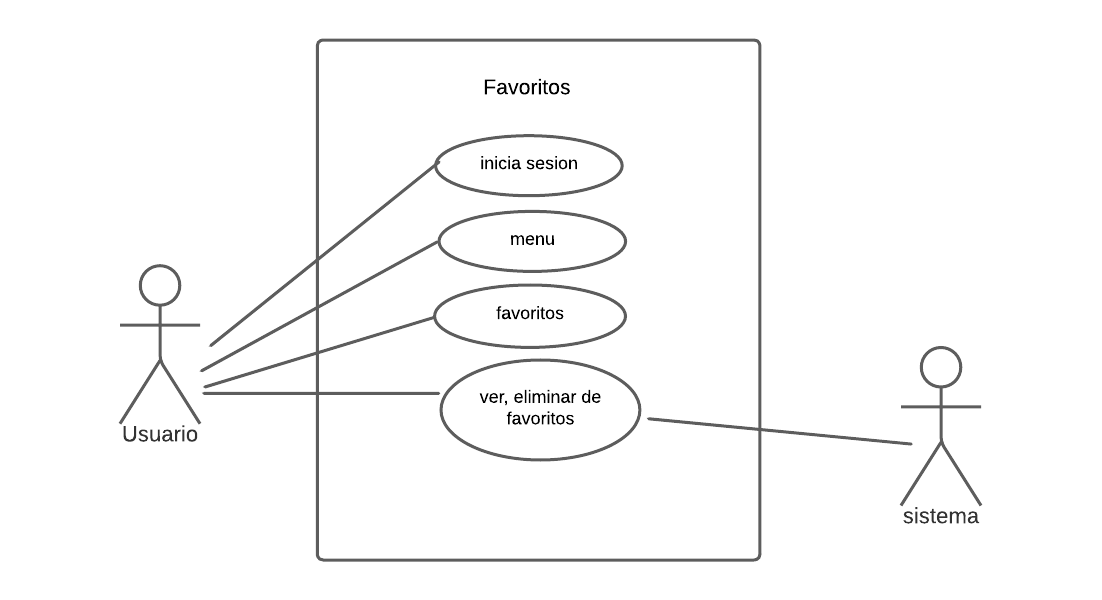 Favoritos
inicia sesion
menu
favoritos
ver, eliminar de
favoritos
Usuario
sistema